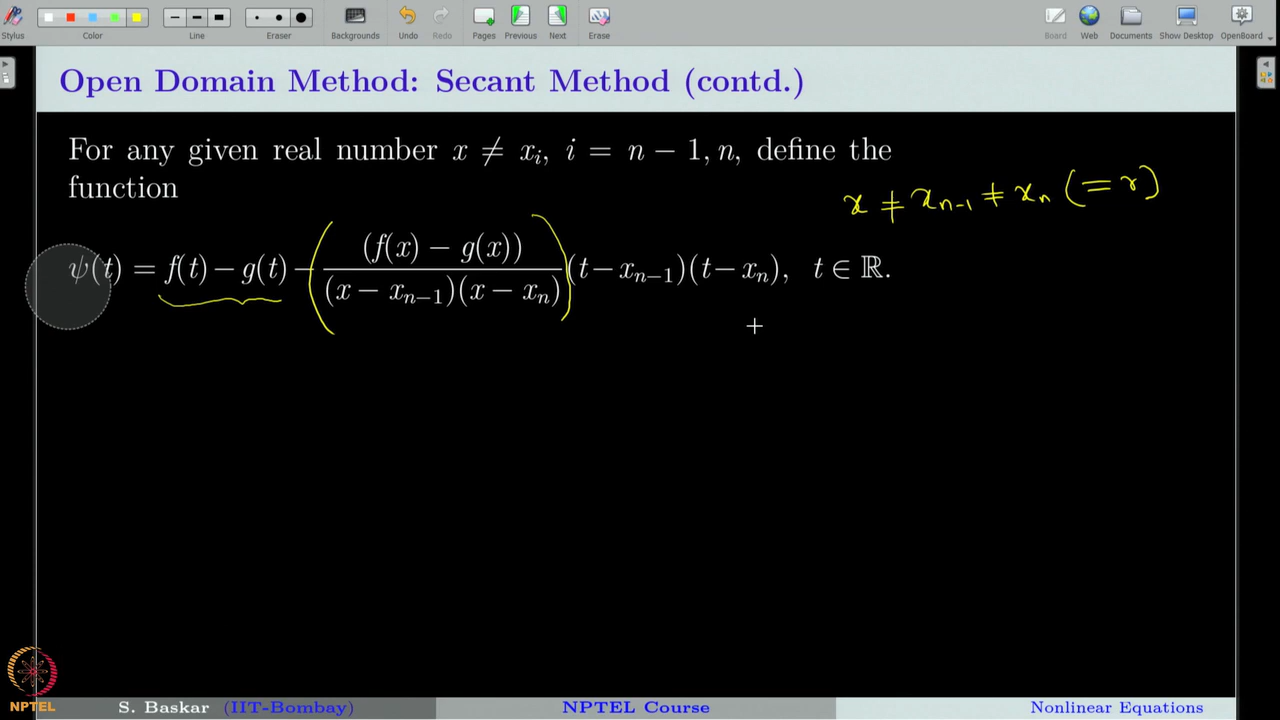 Stylus Color Line Eraser Backgrounds Undo Redo Pages Previous Next Erase Board Web Documents Show Desktop OpenBoard
Open Domain Method: Secant Method (contd.)
For any given real number x ≠ xᵢ, i = n − 1, n, define the
function
x ≠ xₙ₋₁ ≠ xₙ (= r)
ψ(t) = f(t) − g(t) − ( (f(x) − g(x)) / (x − xₙ₋₁)(x − xₙ) ) (t − xₙ₋₁)(t − xₙ), t ∈ ℝ.
NPTEL
S. Baskar (IIT-Bombay) NPTEL Course Nonlinear Equations